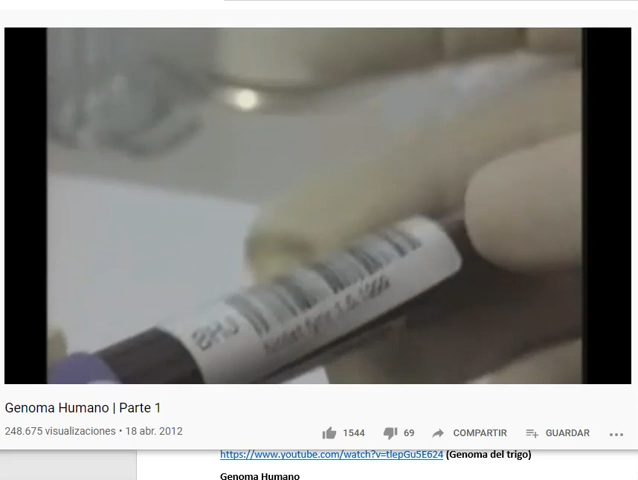 BHJ
Genoma Humano | Parte 1
248.675 visualizaciones • 18 abr. 2012
1544 69 COMPARTIR GUARDAR
https://www.youtube.com/watch?v=tlepGu5E624 (Genoma del trigo)
Genoma Humano